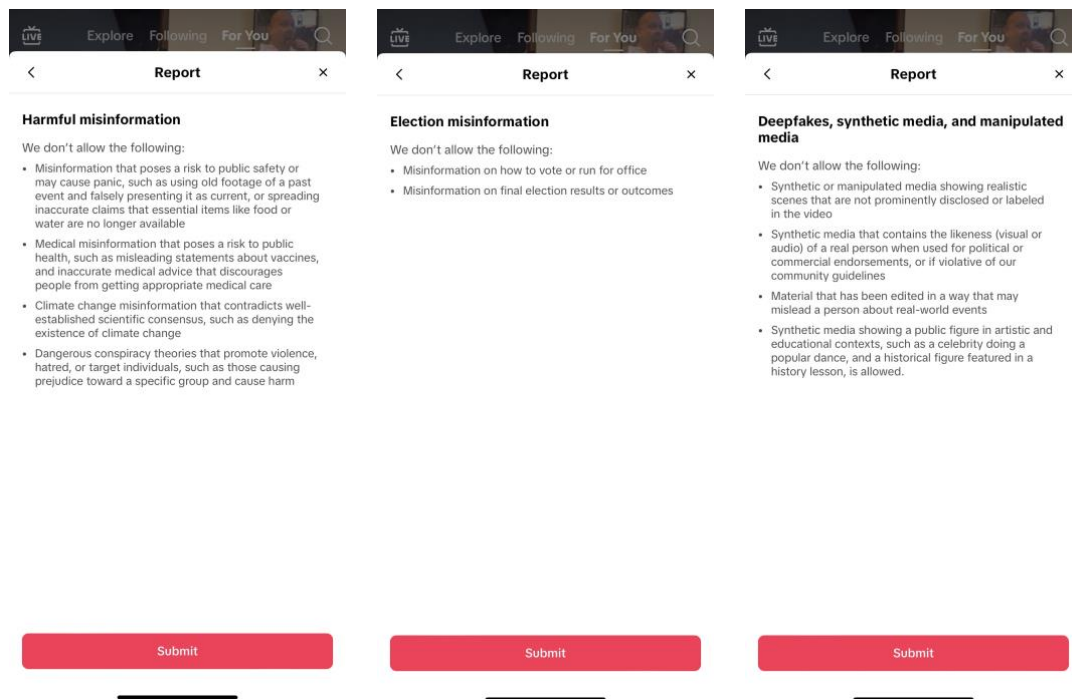 LIVE Explore Following For You
Report
Harmful misinformation
We don't allow the following:
• Misinformation that poses a risk to public safety or
may cause panic, such as using old footage of a past
event and falsely presenting it as current, or spreading
inaccurate claims that essential items like food or
water are no longer available
• Medical misinformation that poses a risk to public
health, such as misleading statements about vaccines,
and inaccurate medical advice that discourages
people from getting appropriate medical care
• Climate change misinformation that contradicts well-
established scientific consensus, such as denying the
existence of climate change
• Dangerous conspiracy theories that promote violence,
hatred, or target individuals, such as those causing
prejudice toward a specific group and cause harm
Submit
LIVE Explore Following For You
Report
Election misinformation
We don't allow the following:
• Misinformation on how to vote or run for office
• Misinformation on final election results or outcomes
Submit
LIVE Explore Following For You
Report
Deepfakes, synthetic media, and manipulated
media
We don't allow the following:
• Synthetic or manipulated media showing realistic
scenes that are not prominently disclosed or labeled
in the video
• Synthetic media that contains the likeness (visual or
audio) of a real person when used for political or
commercial endorsements, or if violative of our
community guidelines
• Material that has been edited in a way that may
mislead a person about real-world events
• Synthetic media showing a public figure in artistic and
educational contexts, such as a celebrity doing a
popular dance, and a historical figure featured in a
history lesson, is allowed.
Submit